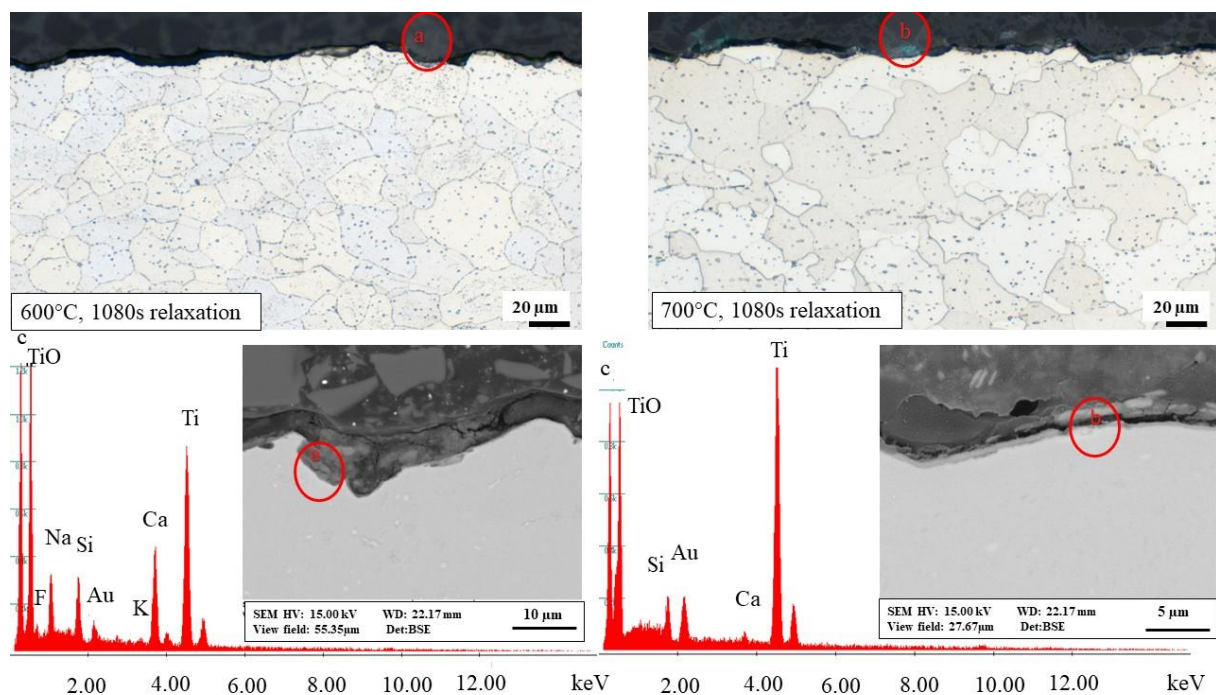 a
b
600°C, 1080s relaxation
20 µm
700°C, 1080s relaxation
20 µm
c
TiO
Na
Si
F
Au
Ca
K
Ti
a
SEM HV: 15.00 kV WD: 22.17 mm
View field: 55.35µm Det:BSE
10 µm
2.00 4.00 6.00 8.00 10.00 12.00 keV
Counts
c
TiO
Si
Au
Ca
Ti
b
SEM HV: 15.00 kV WD: 22.17 mm
View field: 27.67µm Det:BSE
5 µm
2.00 4.00 6.00 8.00 10.00 12.00 keV